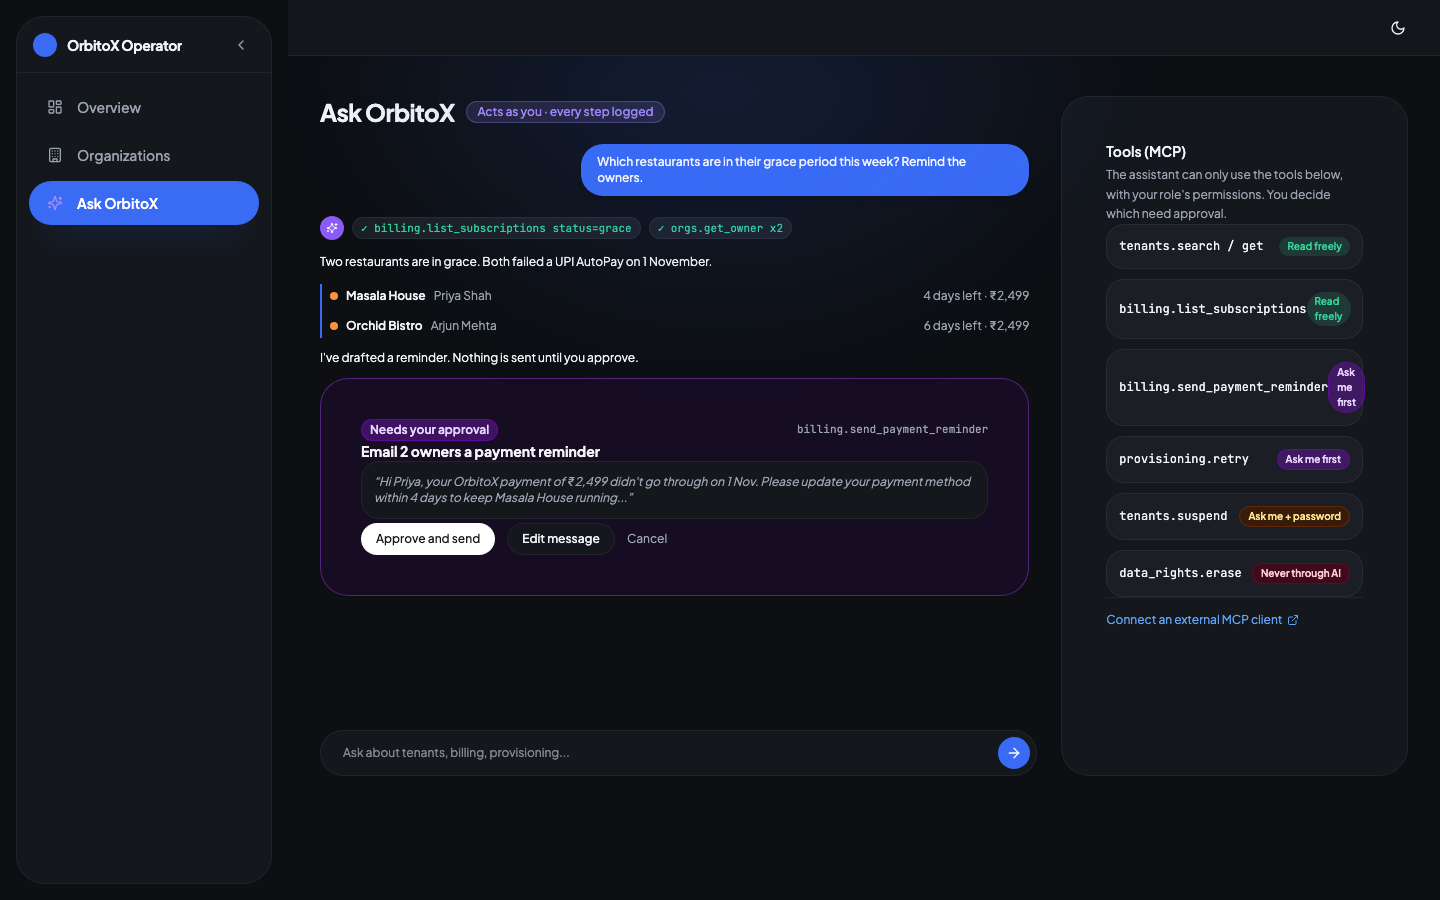 OrbitoX Operator
Overview
Organizations
Ask OrbitoX
Ask OrbitoX
Acts as you · every step logged
Which restaurants are in their grace period this week? Remind the
owners.
✓ billing.list_subscriptions status=grace
✓ orgs.get_owner x2
Two restaurants are in grace. Both failed a UPI AutoPay on 1 November.
Masala House Priya Shah 4 days left · ₹2,499
Orchid Bistro Arjun Mehta 6 days left · ₹2,499
I've drafted a reminder. Nothing is sent until you approve.
Needs your approval billing.send_payment_reminder
Email 2 owners a payment reminder
"Hi Priya, your OrbitoX payment of ₹2,499 didn't go through on 1 Nov. Please update your payment method
within 4 days to keep Masala House running..."
Approve and send Edit message Cancel
Ask about tenants, billing, provisioning...
Tools (MCP)
The assistant can only use the tools below,
with your role's permissions. You decide
which need approval.
tenants.search / get Read freely
billing.list_subscriptions Read
freely
billing.send_payment_reminder Ask
me
first
provisioning.retry Ask me first
tenants.suspend Ask me + password
data_rights.erase Never through AI
Connect an external MCP client